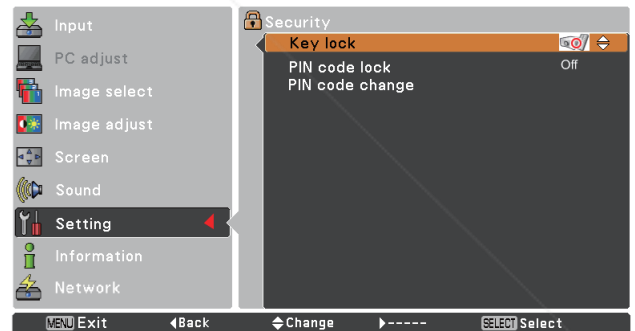 Input
PC adjust
Image select
Image adjust
Screen
Sound
Setting
Information
Network
Security
Key lock
PIN code lock Off
PIN code change
MENU Exit Back Change ----- SELECT Select